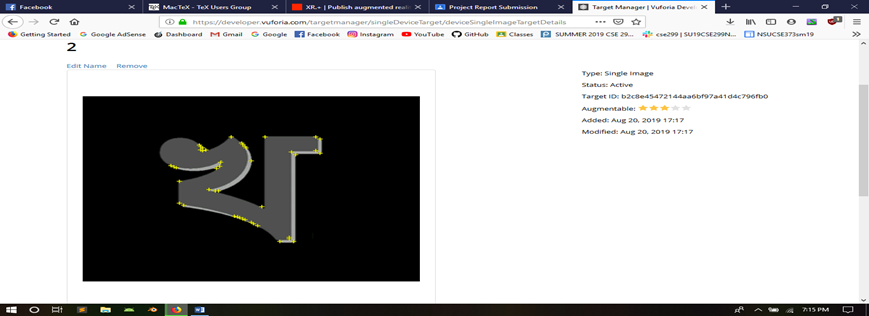 Facebook
MacTeX - TeX Users Group
XR.+ | Publish augmented reali
Project Report Submission
Target Manager | Vuforia Devel
https://developer.vuforia.com/targetmanager/singleDeviceTarget/deviceSingleImageTargetDetails
Getting Started
Google AdSense
Dashboard
Gmail
Google
Facebook
Instagram
YouTube
GitHub
Classes
SUMMER 2019 CSE 29...
cse299 | SU19CSE299N...
NSUCSE373sm19
2
Edit Name Remove
Type: Single Image
Status: Active
Target ID: b2c8e45472144aa6bf97a41d4c796fb0
Augmentable:
Added: Aug 20, 2019 17:17
Modified: Aug 20, 2019 17:17
খ
7:15 PM